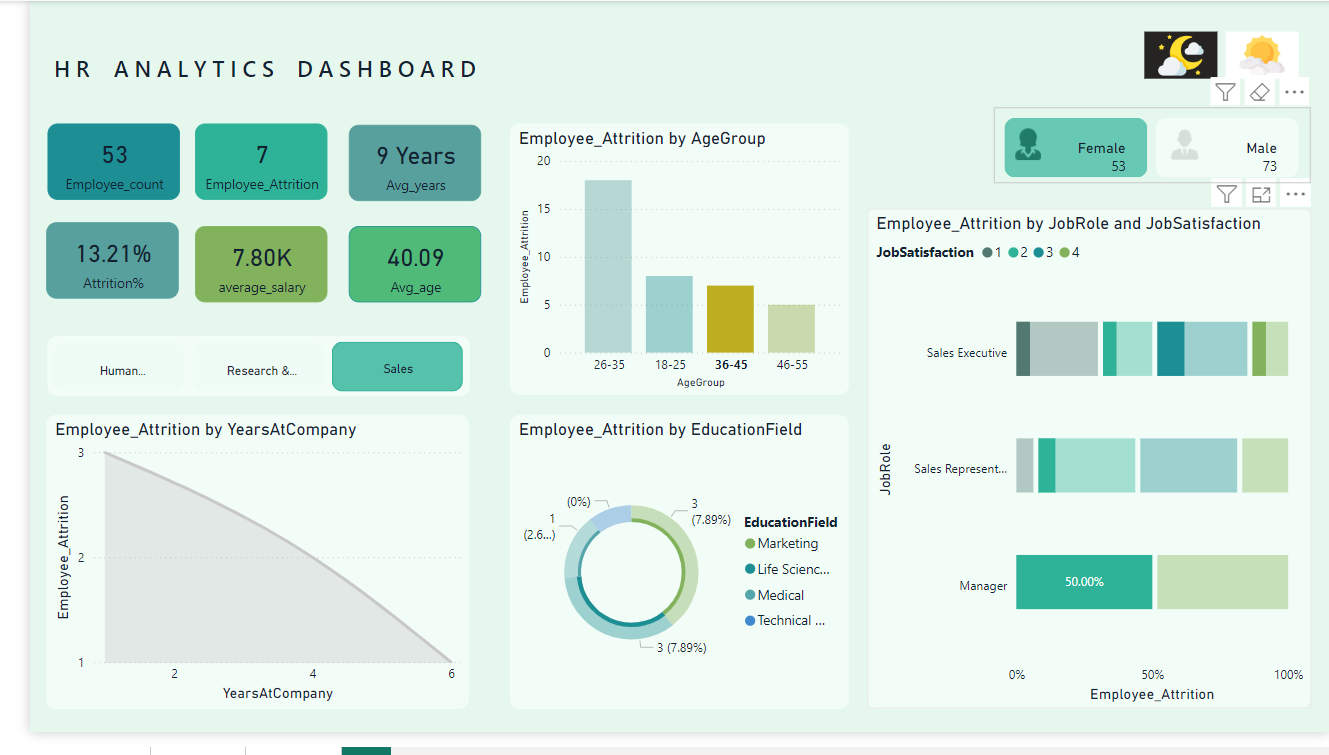 HR ANALYTICS DASHBOARD
53
Employee_count
7
Employee_Attrition
9 Years
Avg_years
13.21%
Attrition%
7.80K
average_salary
40.09
Avg_age
Human...
Research &...
Sales
Female
53
Male
73
Employee_Attrition by AgeGroup
Employee_Attrition
20
15
10
5
0
26-35
18-25
36-45
46-55
AgeGroup
Employee_Attrition by JobRole and JobSatisfaction
JobSatisfaction 1 2 3 4
JobRole
Sales Executive
Sales Represent...
Manager
50.00%
0%
50%
100%
Employee_Attrition
Employee_Attrition by YearsAtCompany
Employee_Attrition
3
2
1
2
4
6
YearsAtCompany
Employee_Attrition by EducationField
(0%)
1
(2.6...)
3
(7.89%)
3 (7.89%)
EducationField
Marketing
Life Scienc...
Medical
Technical ...